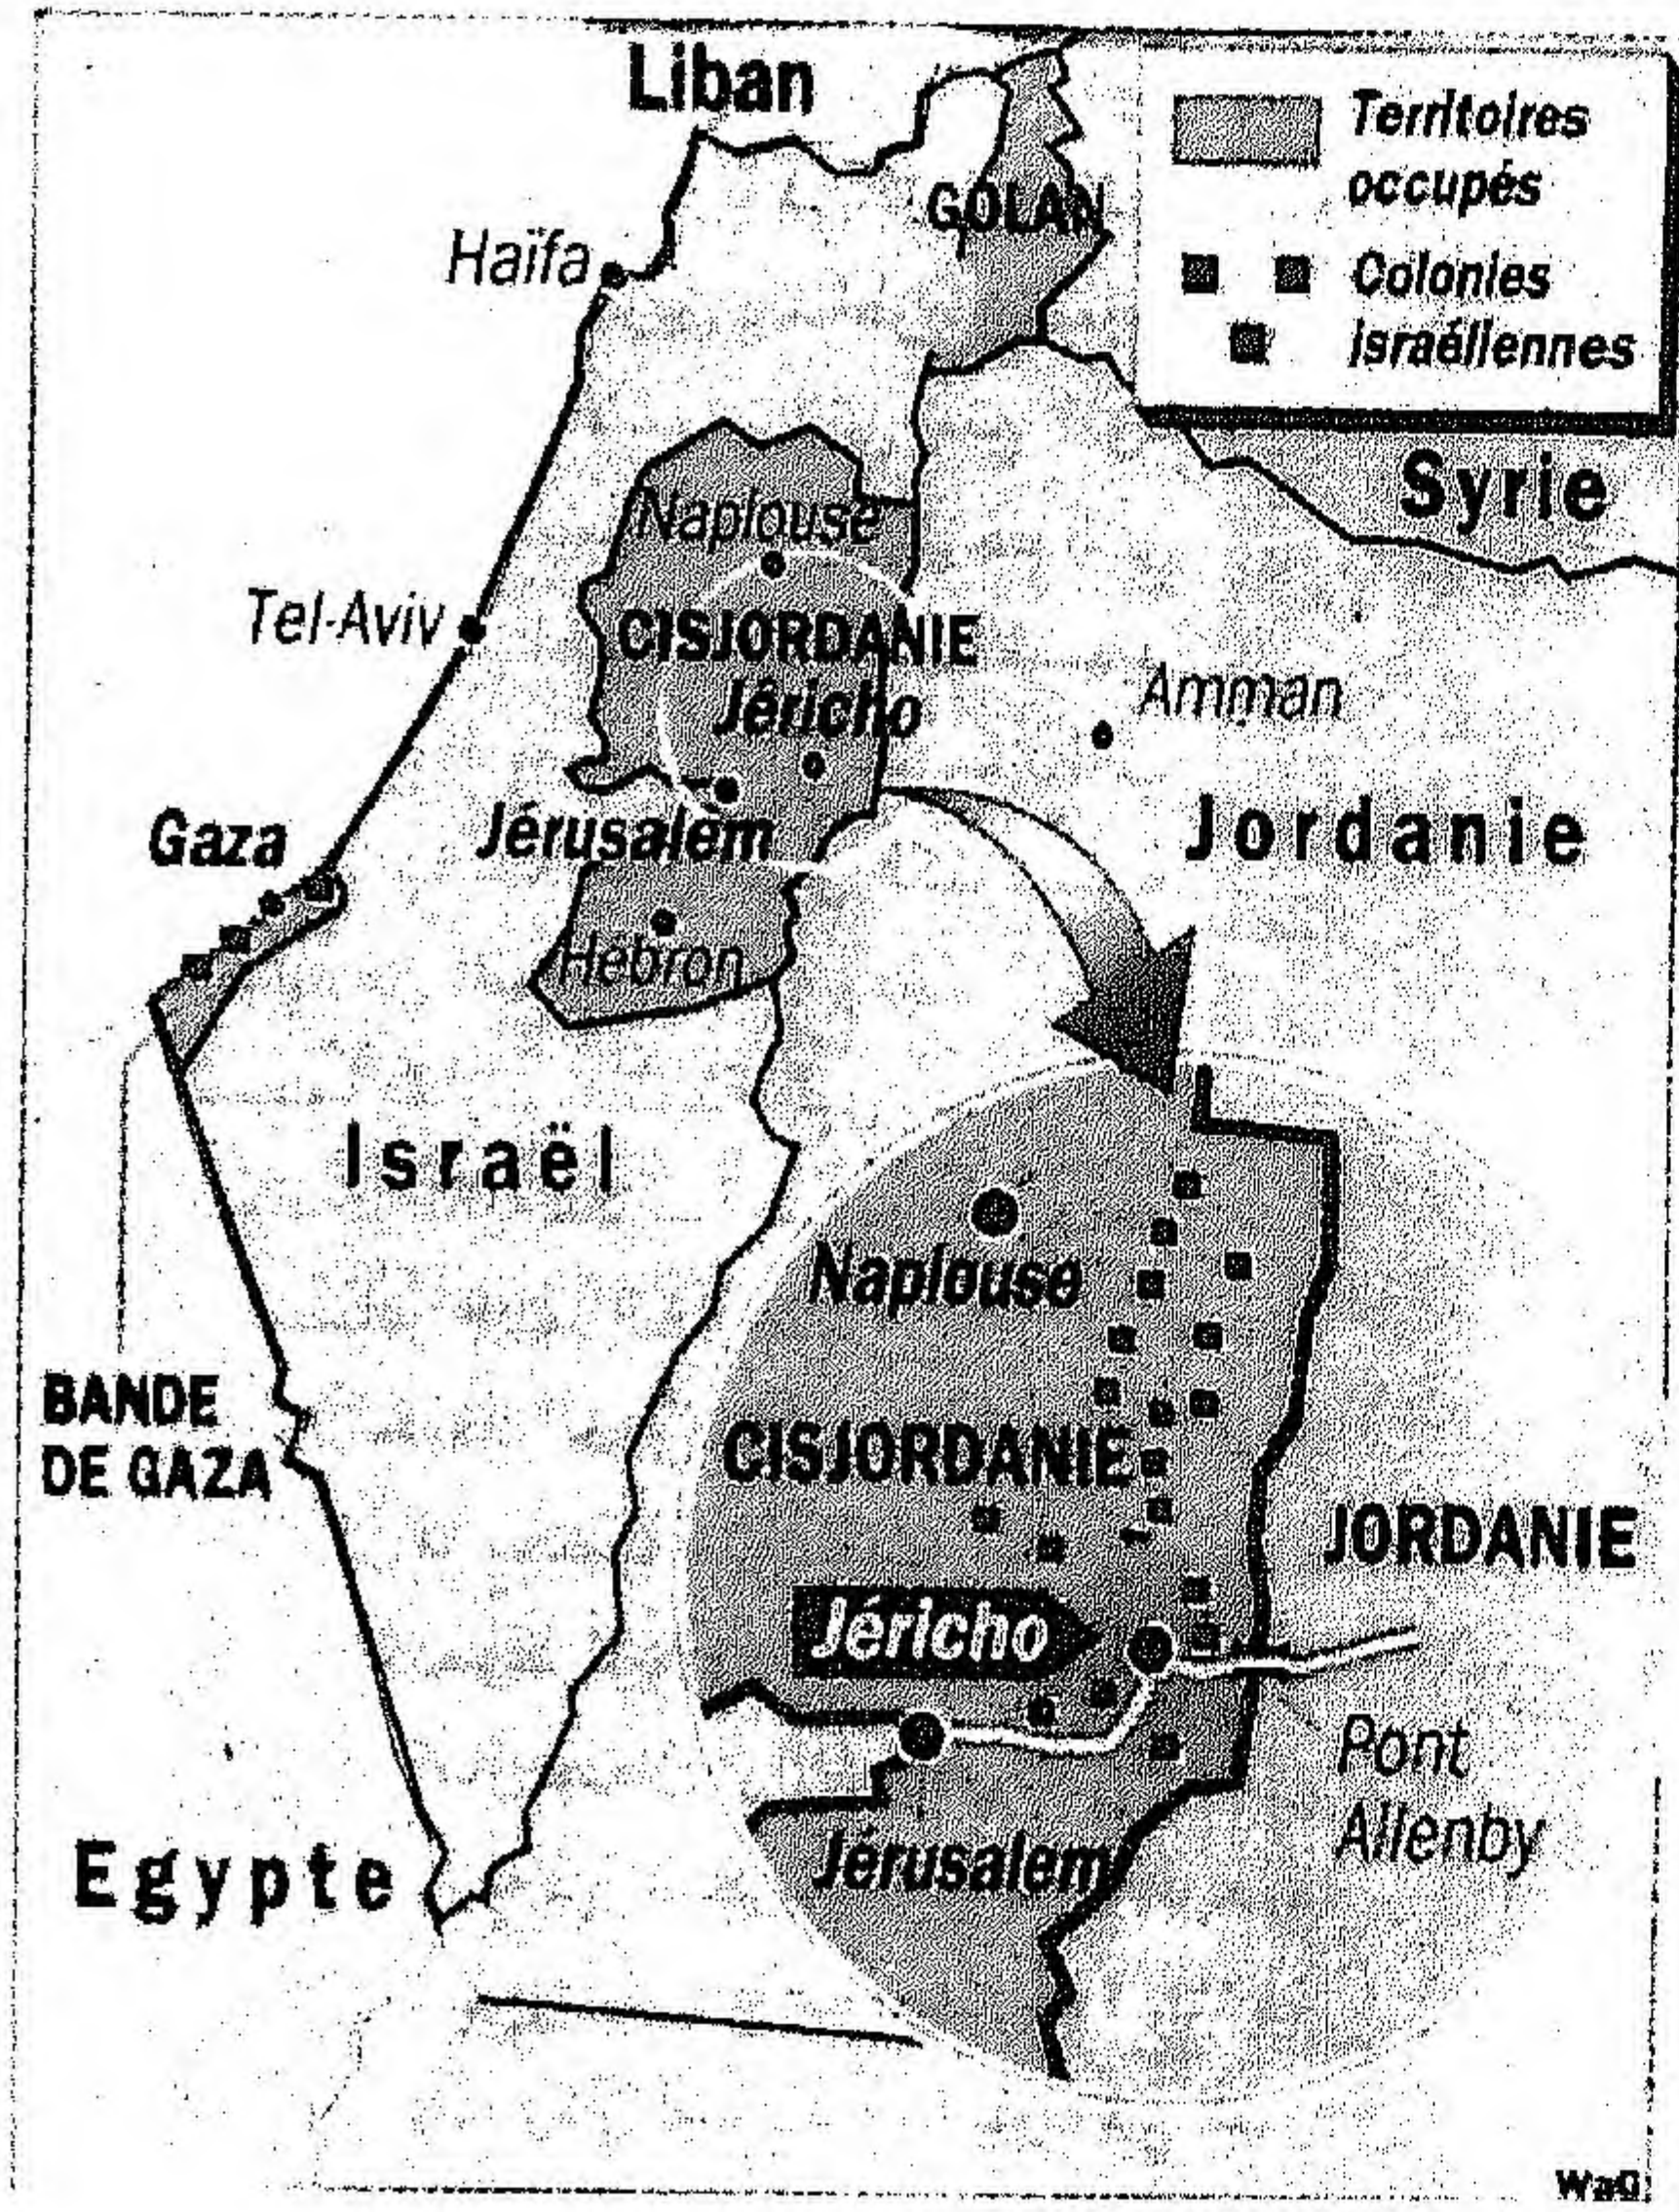 Liban
Territoires
occupés
GOLAN
Haïfa
Colonies
israéliennes
Syrie
Naplouse
Tel-Aviv
CISJORDANIE
Jéricho
Amman
Jordanie
Gaza
Jérusalem
Hébron
Israël
Naplouse
BANDE
DE GAZA
CISJORDANIE
JORDANIE
Jéricho
Pont
Allenby
Jérusalem
Egypte